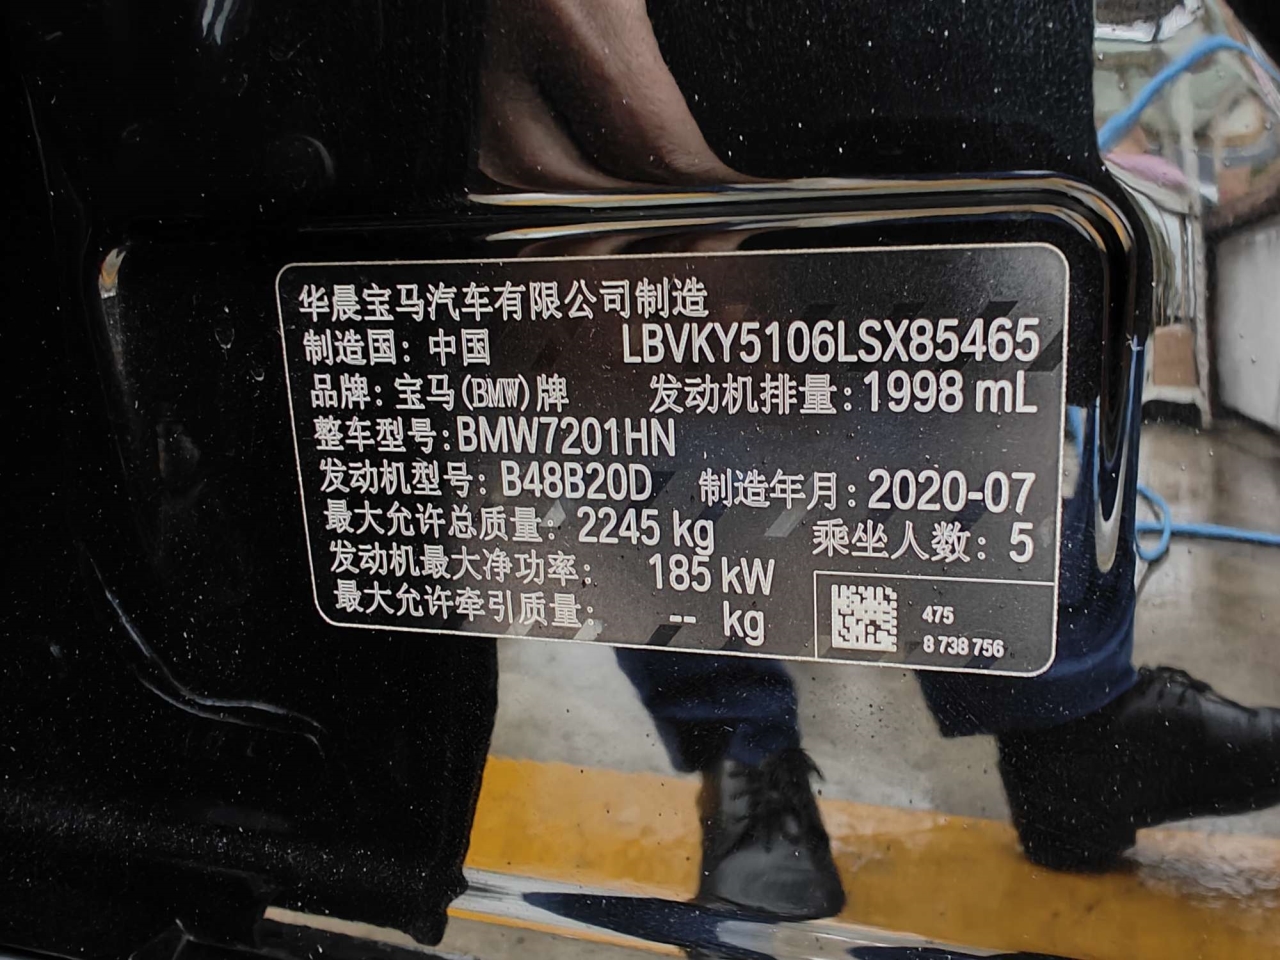 华晨宝马汽车有限公司制造
制造国: 中国 LBVKY5106LSX85465
品牌: 宝马(BMW)牌 发动机排量: 1998 mL
整车型号: BMW7201HN
发动机型号: B48B20D 制造年月: 2020-07
最大允许总质量: 2245 kg 乘坐人数: 5
发动机最大净功率: 185 kW
最大允许牵引质量: -- kg
475
8 738 756